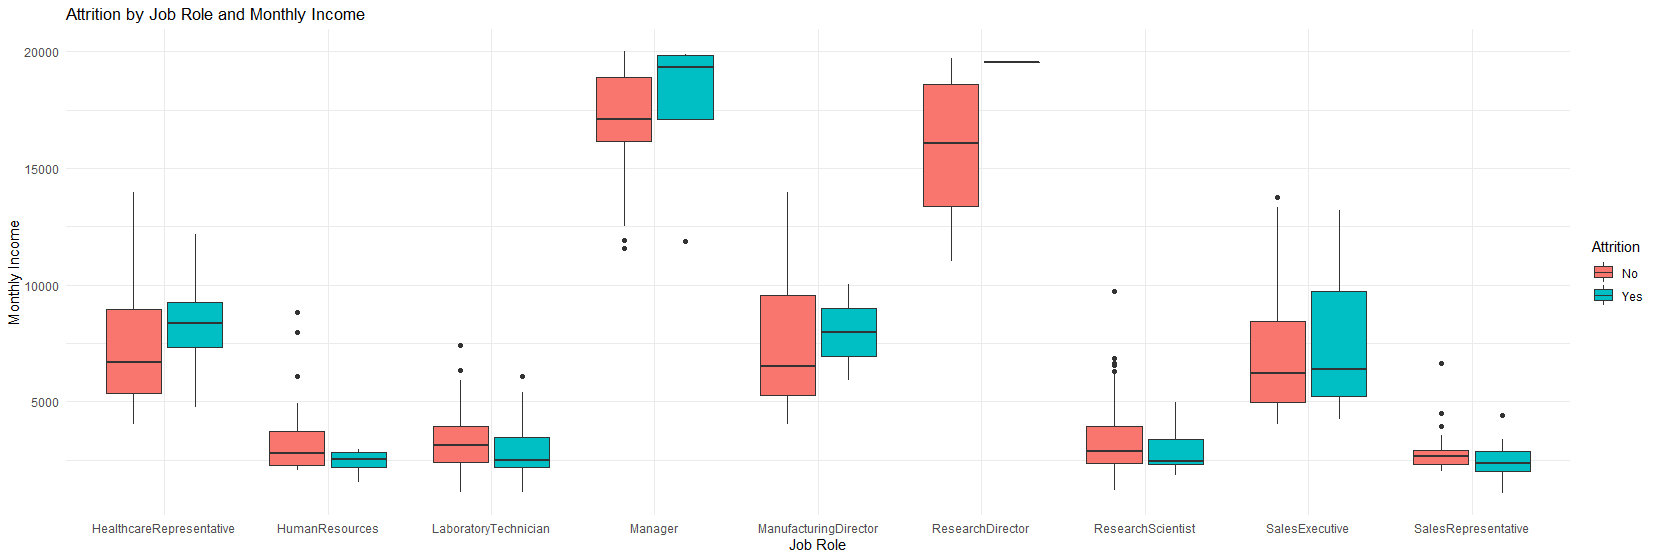 Attrition by Job Role and Monthly Income
20000
15000
10000
5000
Monthly Income
HealthcareRepresentative HumanResources LaboratoryTechnician Manager ManufacturingDirector ResearchDirector ResearchScientist SalesExecutive SalesRepresentative
Job Role
Attrition
No
Yes